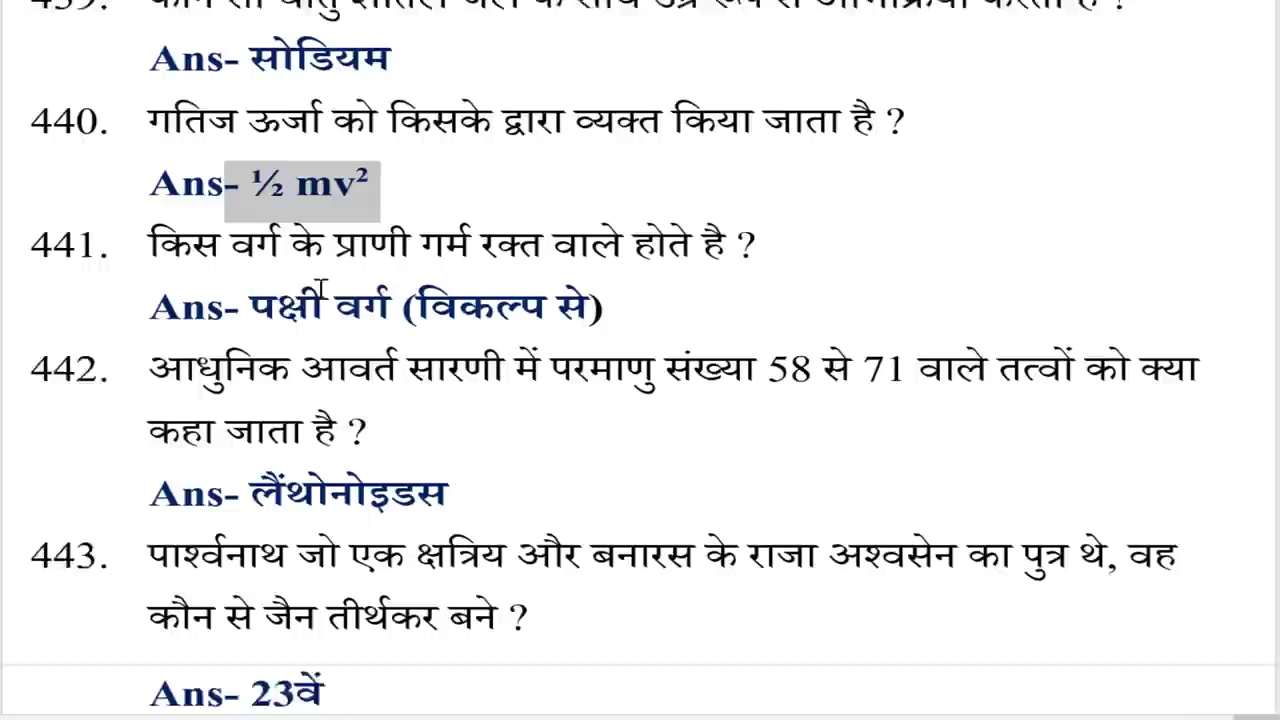 Ans- सोडियम
440. गतिज ऊर्जा को किसके द्वारा व्यक्त किया जाता है ?
Ans- ½ mv²
441. किस वर्ग के प्राणी गर्म रक्त वाले होते है ?
Ans- पक्षी वर्ग (विकल्प से)
442. आधुनिक आवर्त सारणी में परमाणु संख्या 58 से 71 वाले तत्वों को क्या
कहा जाता है ?
Ans- लैंथोनोइडस
443. पार्श्वनाथ जो एक क्षत्रिय और बनारस के राजा अश्वसेन का पुत्र थे, वह
कौन से जैन तीर्थकर बने ?
Ans- 23वें